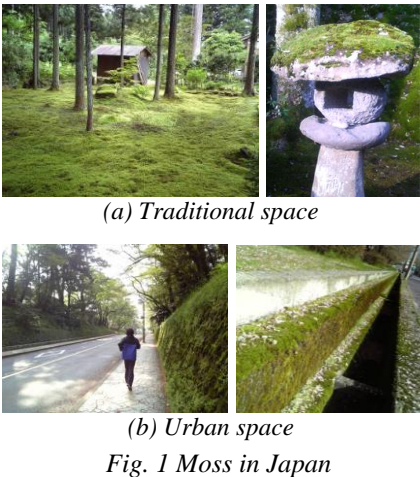 (a) Traditional space
(b) Urban space
Fig. 1 Moss in Japan